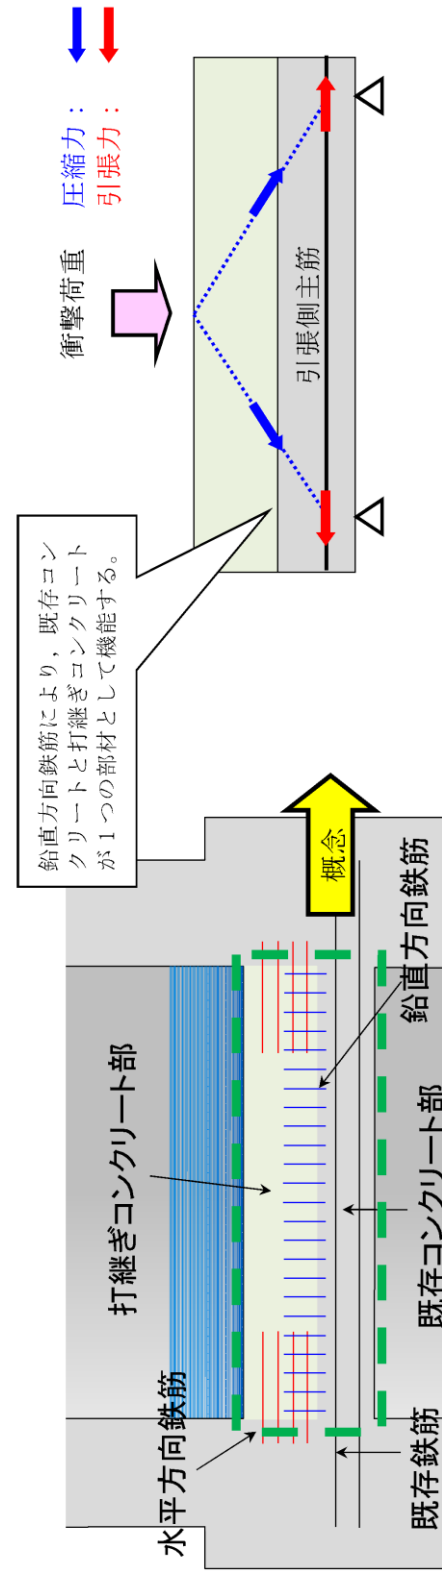 水平方向鉄筋
打継ぎコンクリート部
既存鉄筋
既存コンクリート部
鉛直方向鉄筋
概念
鉛直方向鉄筋により，既存コン
クリートと打継ぎコンクリート
が１つの部材として機能する。
衝撃荷重
圧縮力：
引張力：
引張側主筋